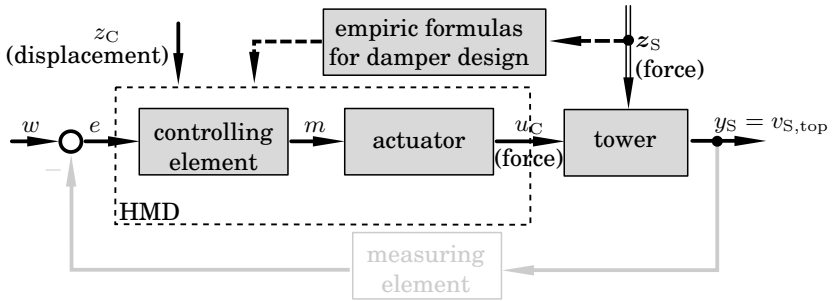 z_C
(displacement)
empiric formulas
for damper design
z_S
(force)
w
e
controlling
element
m
actuator
u_C
(force)
tower
y_S = v_S,top
−
HMD
measuring
element